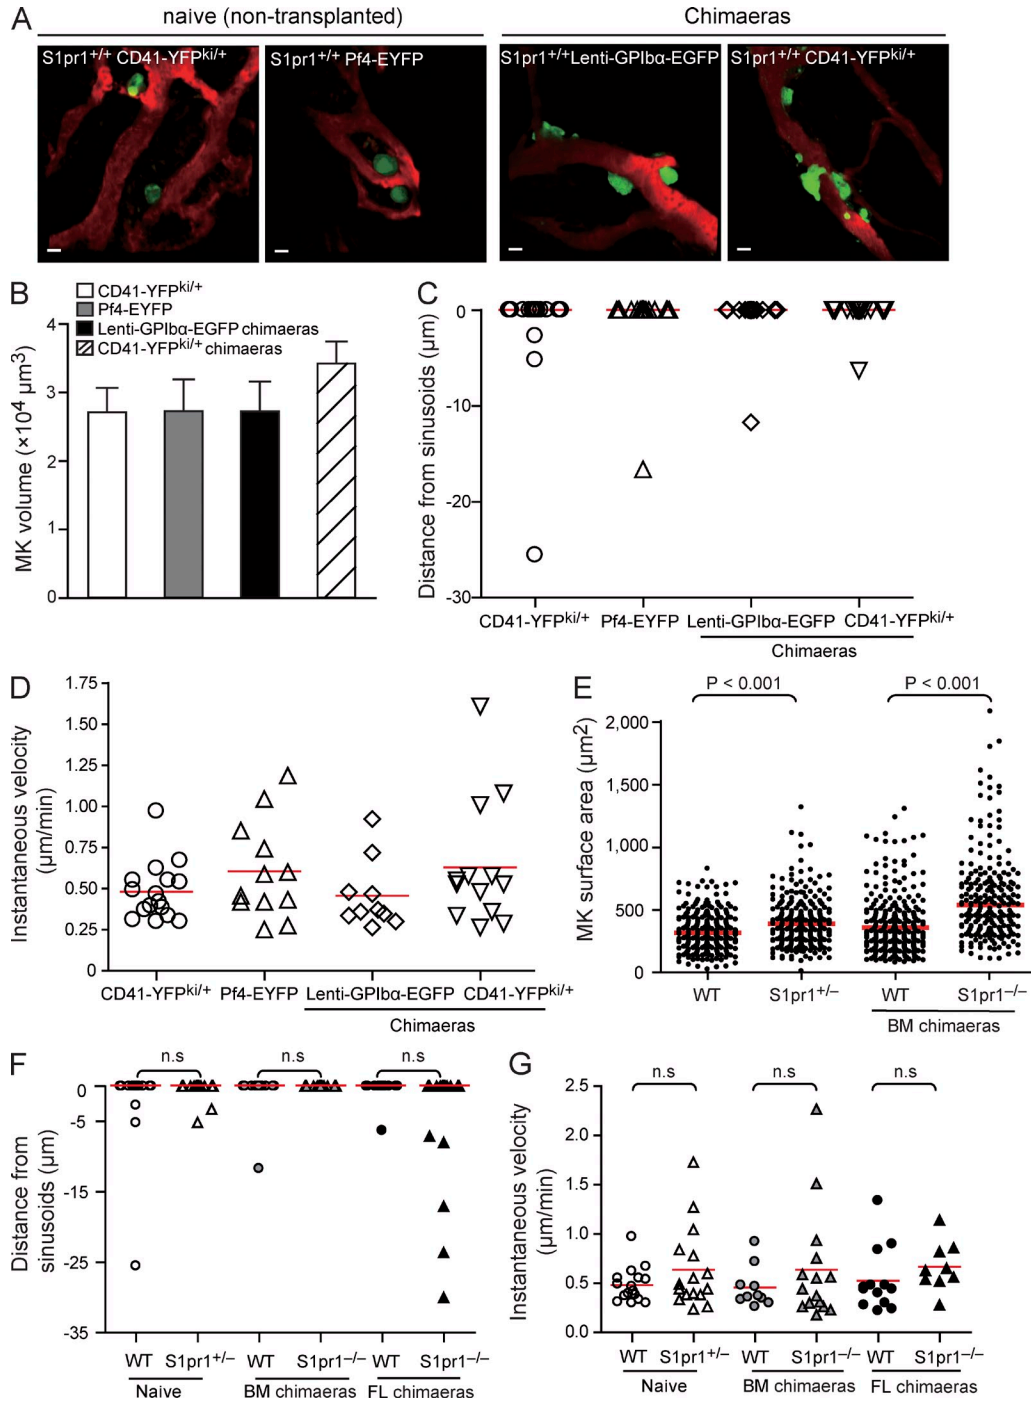 A
naive (non-transplanted)
Chimaeras
S1pr1+/+ CD41-YFPki/+
S1pr1+/+ Pf4-EYFP
S1pr1+/+Lenti-GPIbα-EGFP
S1pr1+/+ CD41-YFPki/+
B
CD41-YFPki/+
Pf4-EYFP
Lenti-GPIbα-EGFP chimaeras
CD41-YFPki/+ chimaeras
MK volume (×10⁴ µm³)
4
3
2
1
0
C
Distance from sinusoids (µm)
0
-10
-20
-30
CD41-YFPki/+
Pf4-EYFP
Lenti-GPIbα-EGFP
CD41-YFPki/+
Chimaeras
D
Instantaneous velocity
(µm/min)
1.75
1.50
1.25
1.00
0.75
0.50
0.25
0
CD41-YFPki/+
Pf4-EYFP
Lenti-GPIbα-EGFP
CD41-YFPki/+
Chimaeras
E
P < 0.001
P < 0.001
MK surface area (µm²)
2,000
1,500
1,000
500
0
WT
S1pr1+/–
WT
S1pr1–/–
BM chimaeras
F
n.s
n.s
n.s
Distance from
sinusoids (µm)
0
-5
-15
-25
-35
WT
S1pr1+/–
WT
S1pr1–/–
WT
S1pr1–/–
Naive
BM chimaeras
FL chimaeras
G
n.s
n.s
n.s
Instantaneous velocity
(µm/min)
2.5
2.0
1.5
1.0
0.5
0.0
WT
S1pr1+/–
WT
S1pr1–/–
WT
S1pr1–/–
Naive
BM chimaeras
FL chimaeras